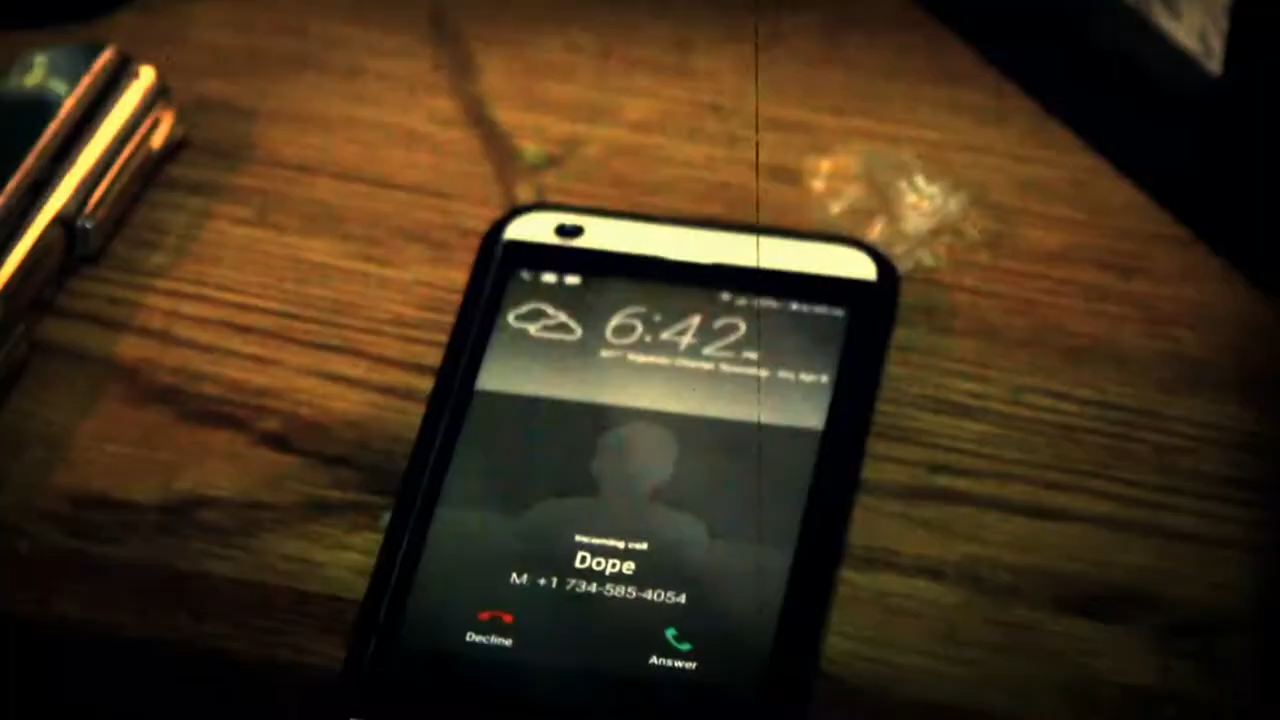 6:42
Incoming call
Dope
M: +1 734-585-4054
Decline
Answer